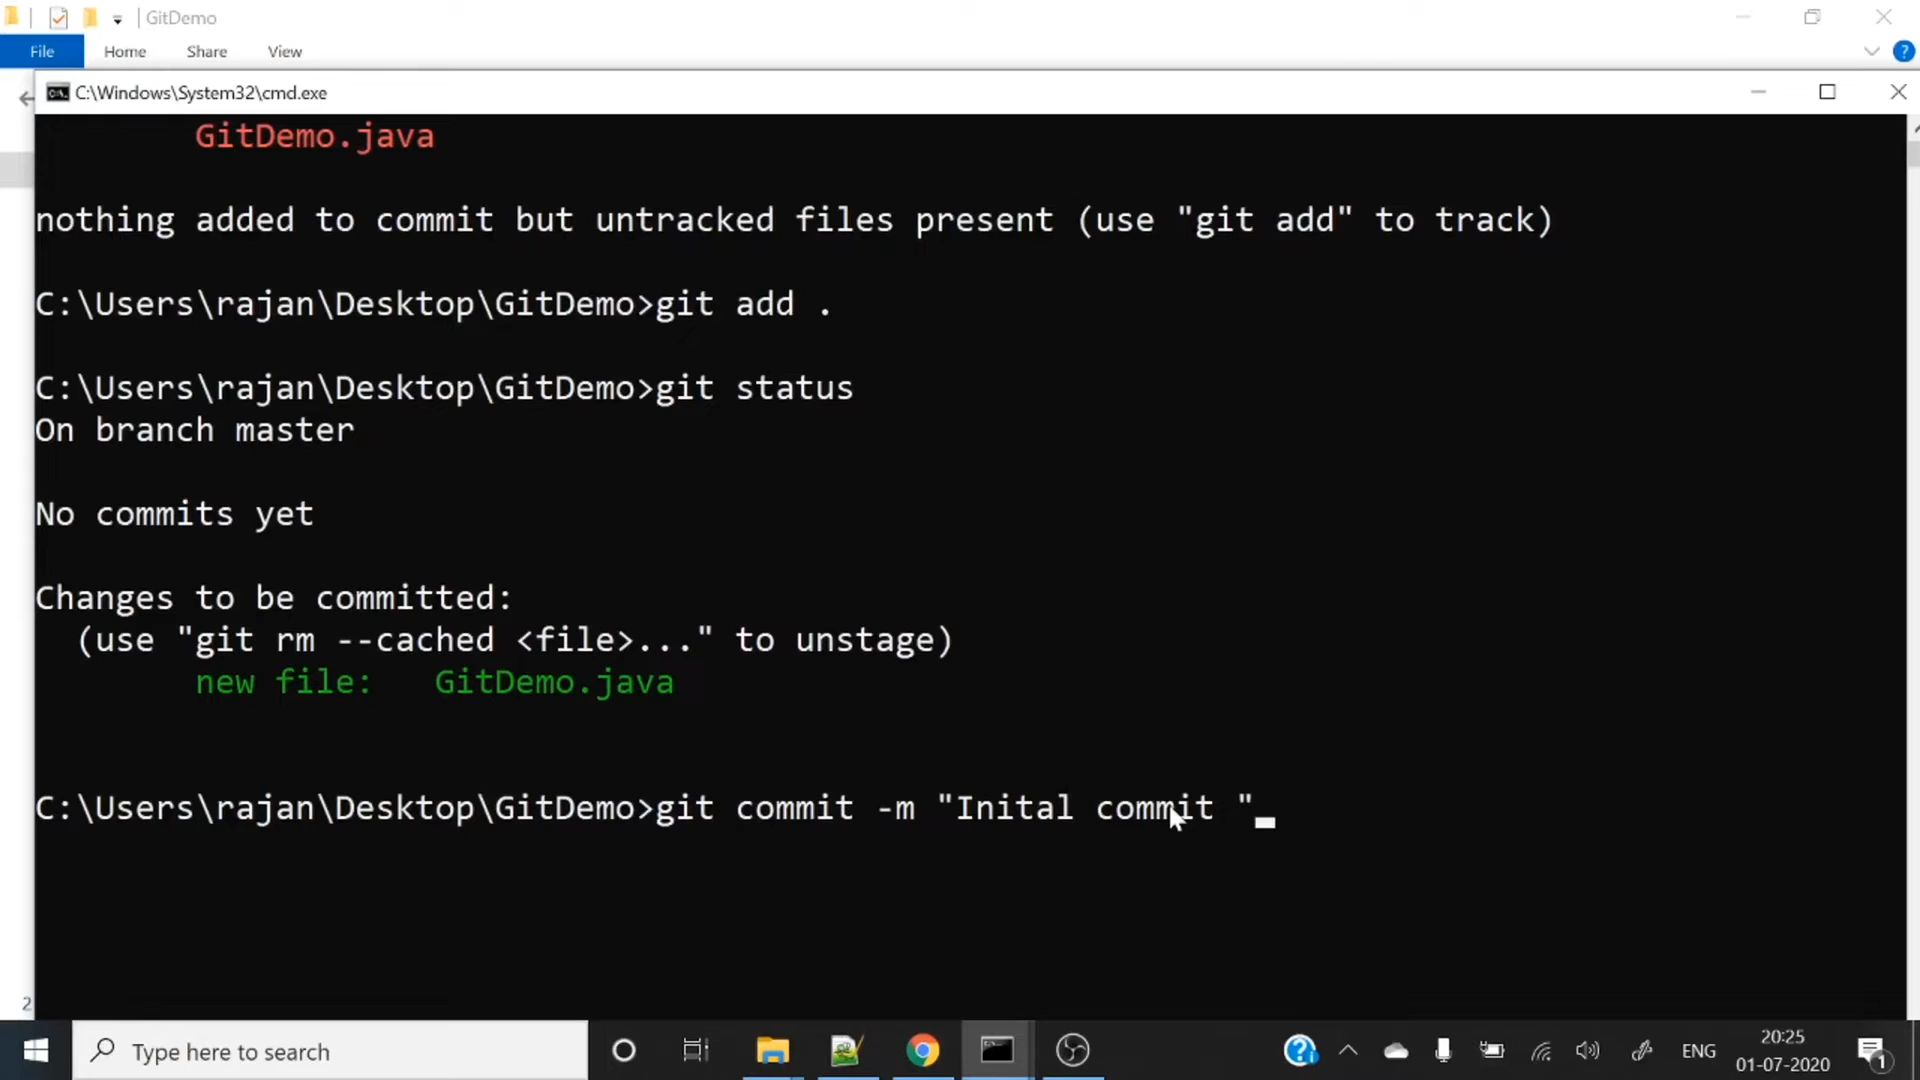 GitDemo
File Home Share View
C:\Windows\System32\cmd.exe
GitDemo.java
nothing added to commit but untracked files present (use "git add" to track)
C:\Users\rajan\Desktop\GitDemo>git add .
C:\Users\rajan\Desktop\GitDemo>git status
On branch master
No commits yet
Changes to be committed:
(use "git rm --cached <file>..." to unstage)
new file: GitDemo.java
C:\Users\rajan\Desktop\GitDemo>git commit -m "Inital commit "
2
Type here to search
ENG
20:25
01-07-2020
1